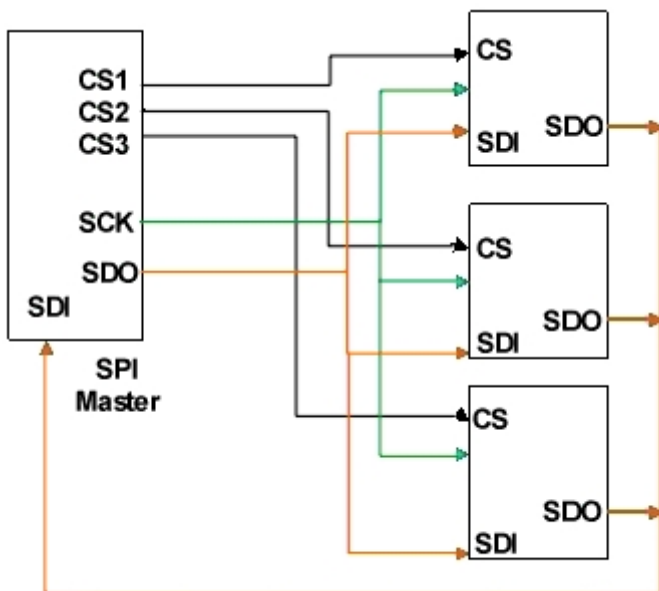 CS1
CS2
CS3
SCK
SDO
SDI
SPI
Master
CS
SDI
SDO
CS
SDI
SDO
CS
SDI
SDO